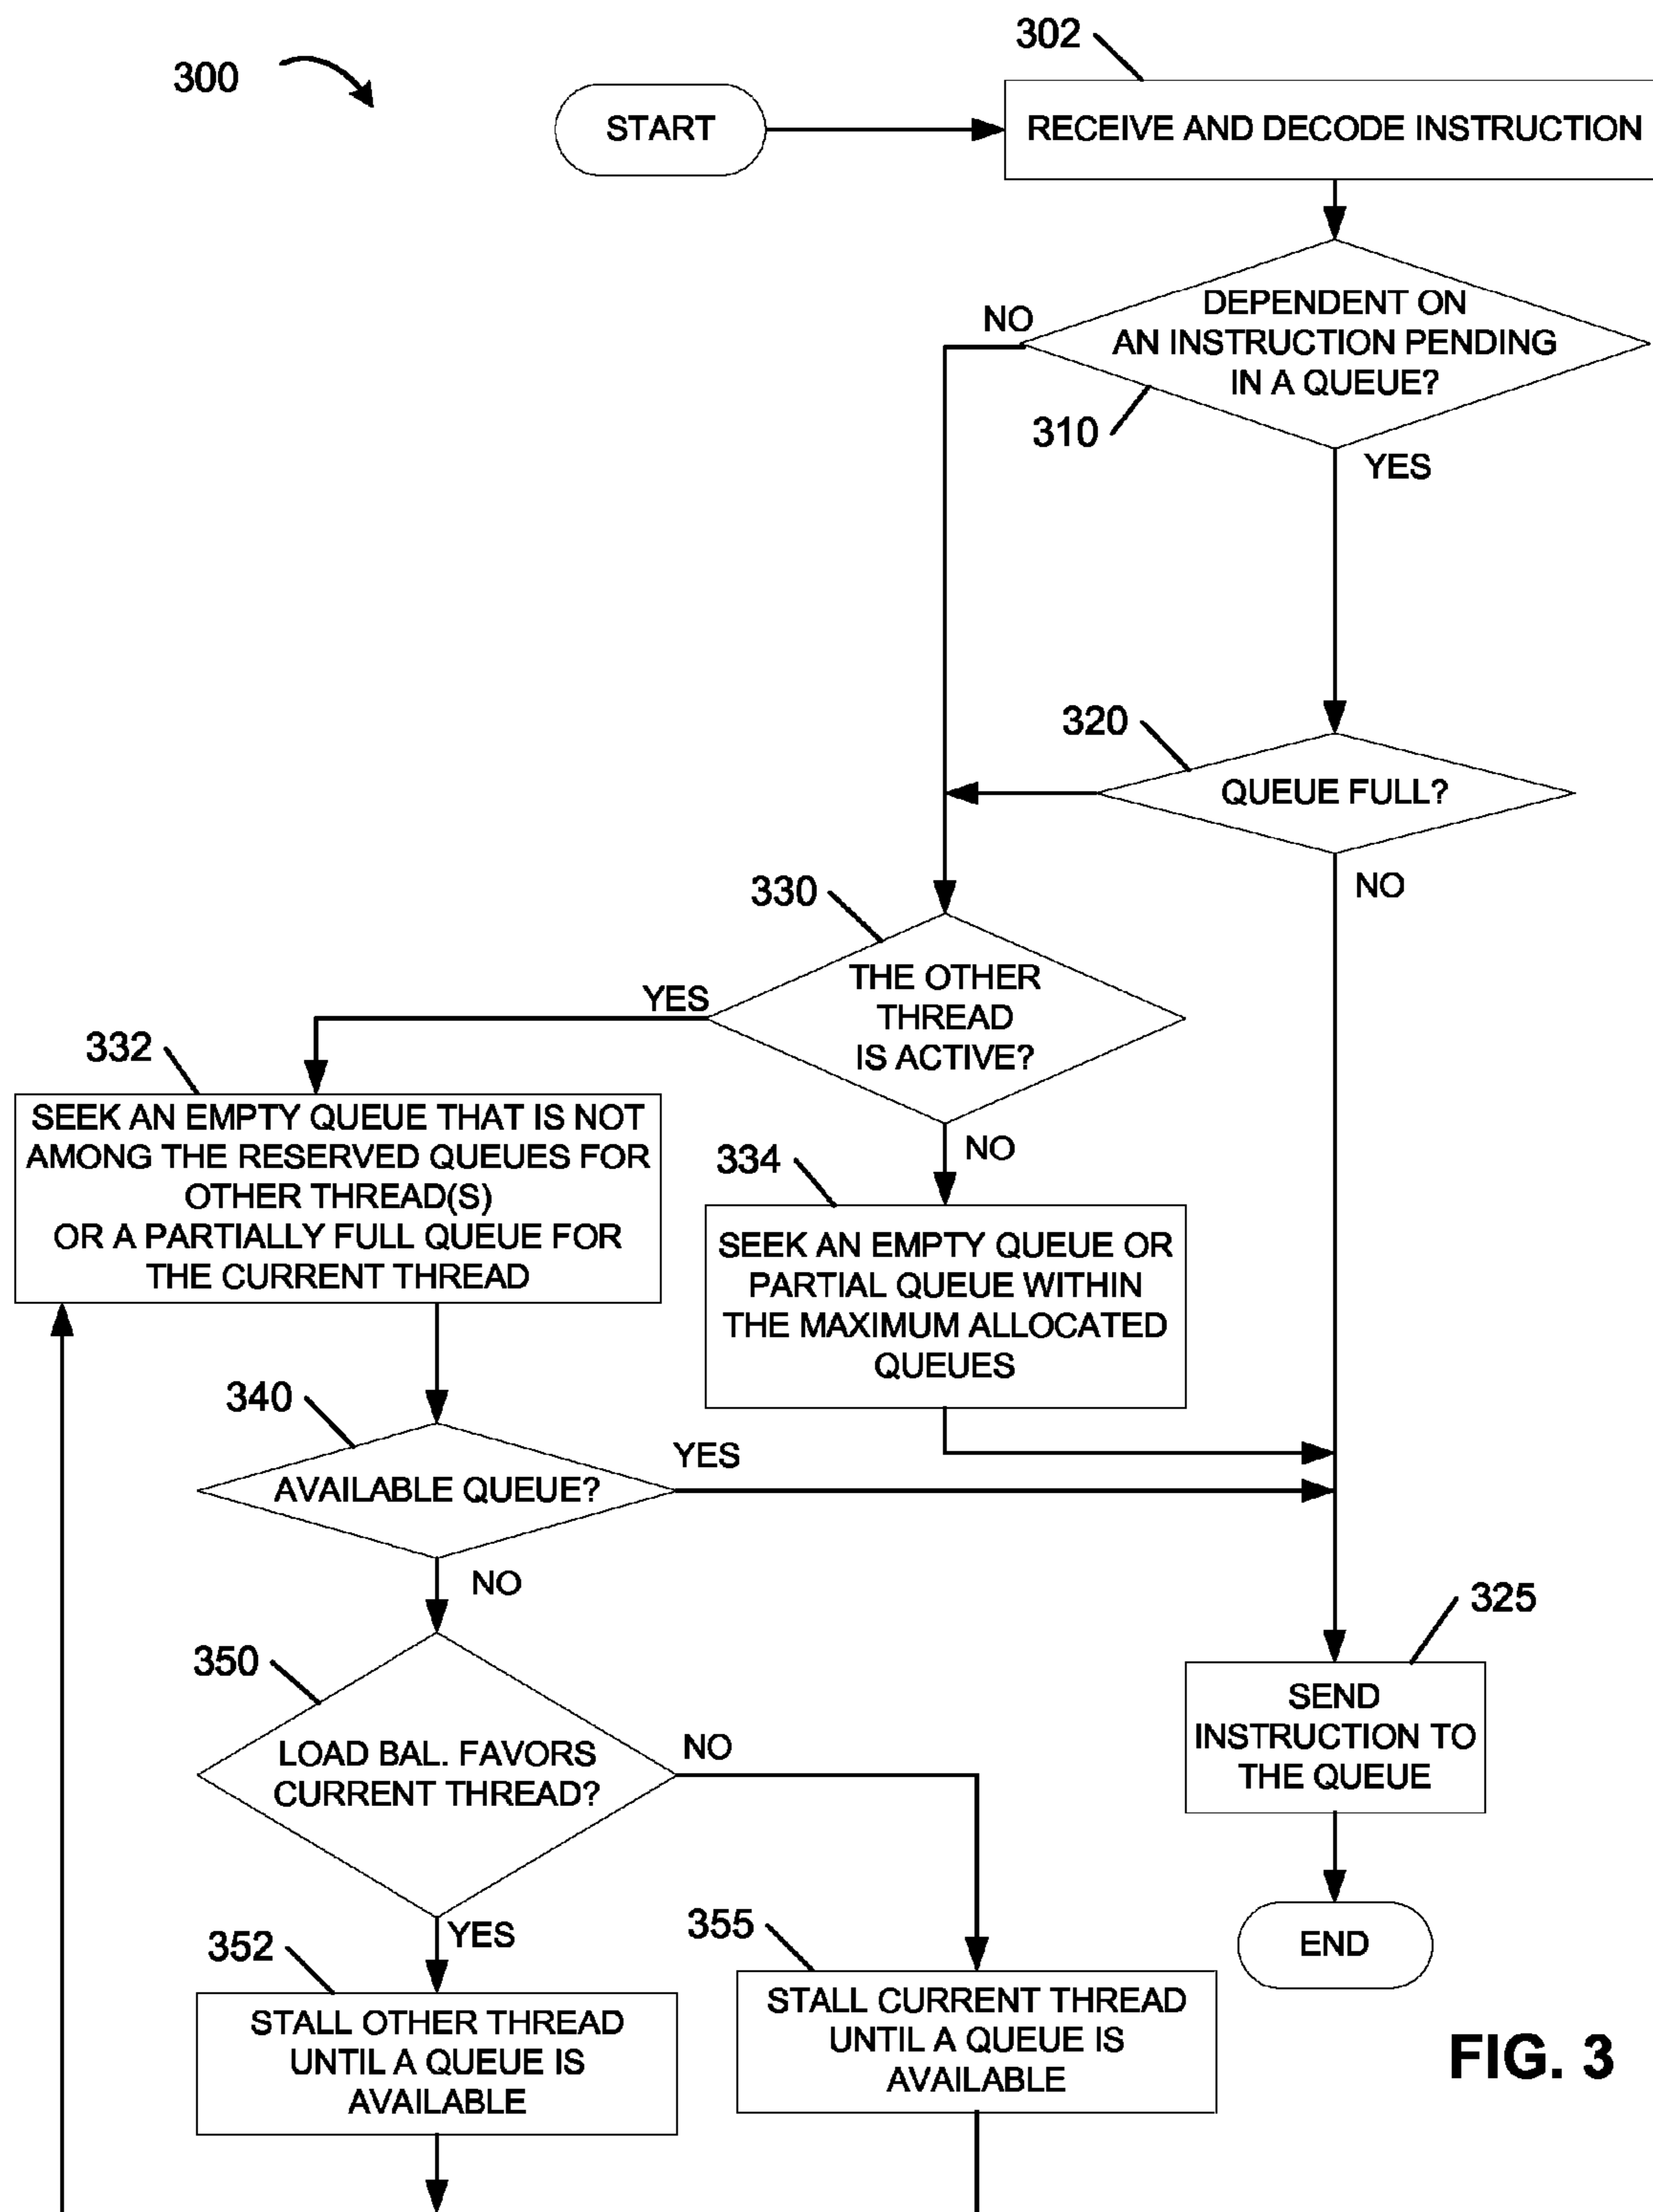 300
302
START
RECEIVE AND DECODE INSTRUCTION
DEPENDENT ON
AN INSTRUCTION PENDING
IN A QUEUE?
NO
310
YES
320
QUEUE FULL?
NO
330
THE OTHER
THREAD
IS ACTIVE?
YES
332
SEEK AN EMPTY QUEUE THAT IS NOT
AMONG THE RESERVED QUEUES FOR
OTHER THREAD(S)
OR A PARTIALLY FULL QUEUE FOR
THE CURRENT THREAD
NO
334
SEEK AN EMPTY QUEUE OR
PARTIAL QUEUE WITHIN
THE MAXIMUM ALLOCATED
QUEUES
340
AVAILABLE QUEUE?
YES
NO
325
SEND
INSTRUCTION TO
THE QUEUE
350
LOAD BAL. FAVORS
CURRENT THREAD?
NO
YES
END
352
STALL OTHER THREAD
UNTIL A QUEUE IS
AVAILABLE
355
STALL CURRENT THREAD
UNTIL A QUEUE IS
AVAILABLE
FIG. 3